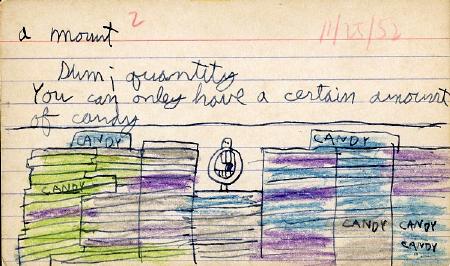 a mount 2 11/25/52
Sum; quantity
You can onley have a certain amount
of candy
CANDY CANDY
CANDY
CANDY CANDY
CANDY